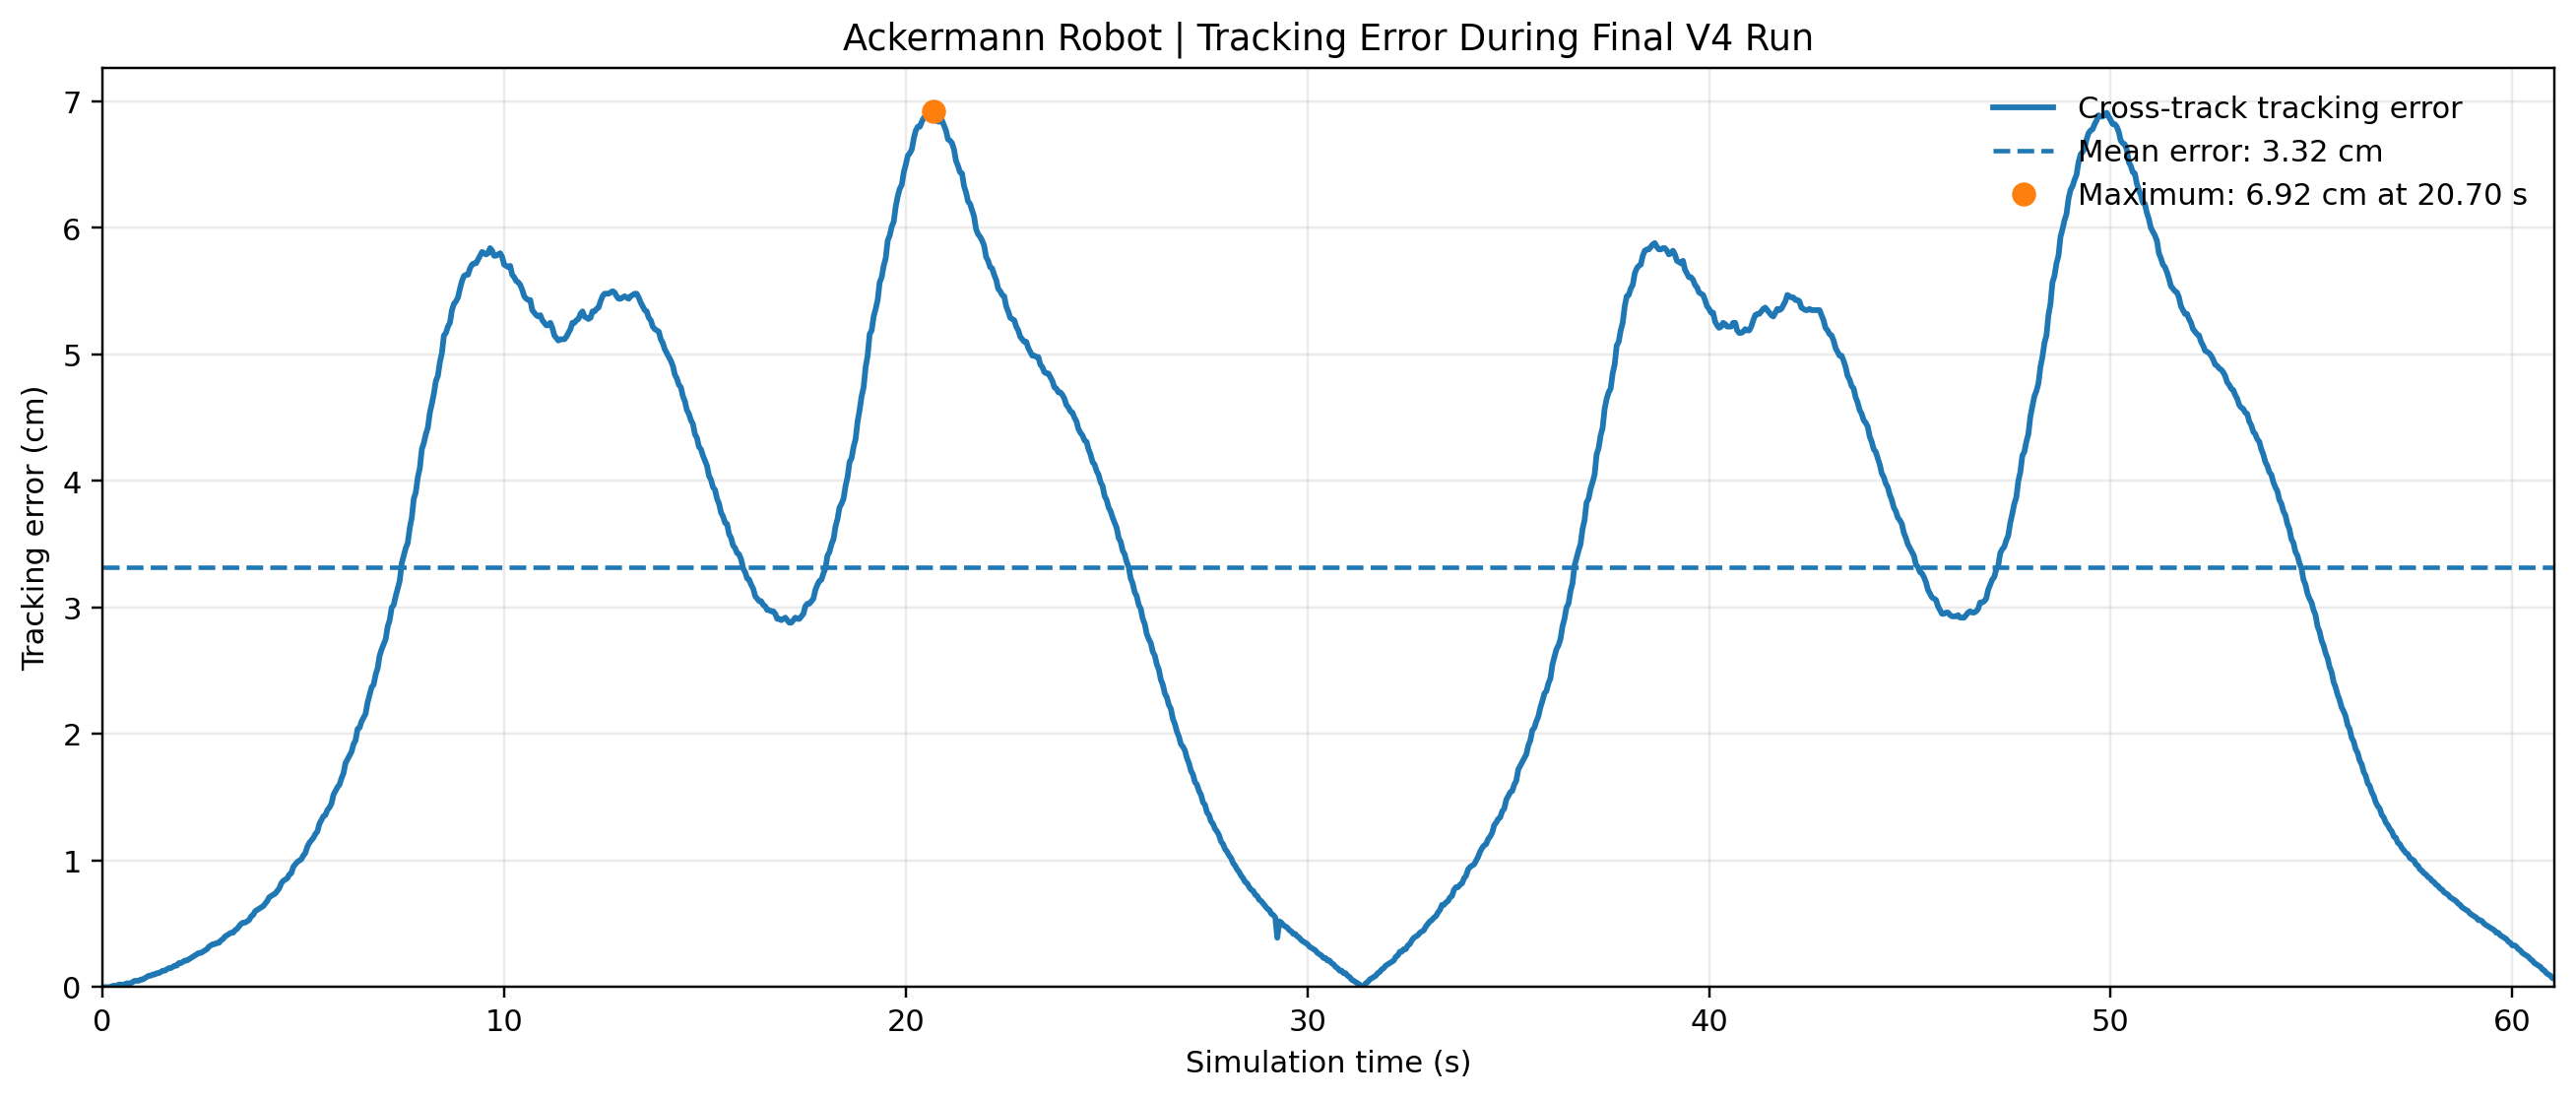 Ackermann Robot | Tracking Error During Final V4 Run
Cross-track tracking error
Mean error: 3.32 cm
Maximum: 6.92 cm at 20.70 s
Tracking error (cm)
7
6
5
4
3
2
1
0
0 10 20 30 40 50 60
Simulation time (s)